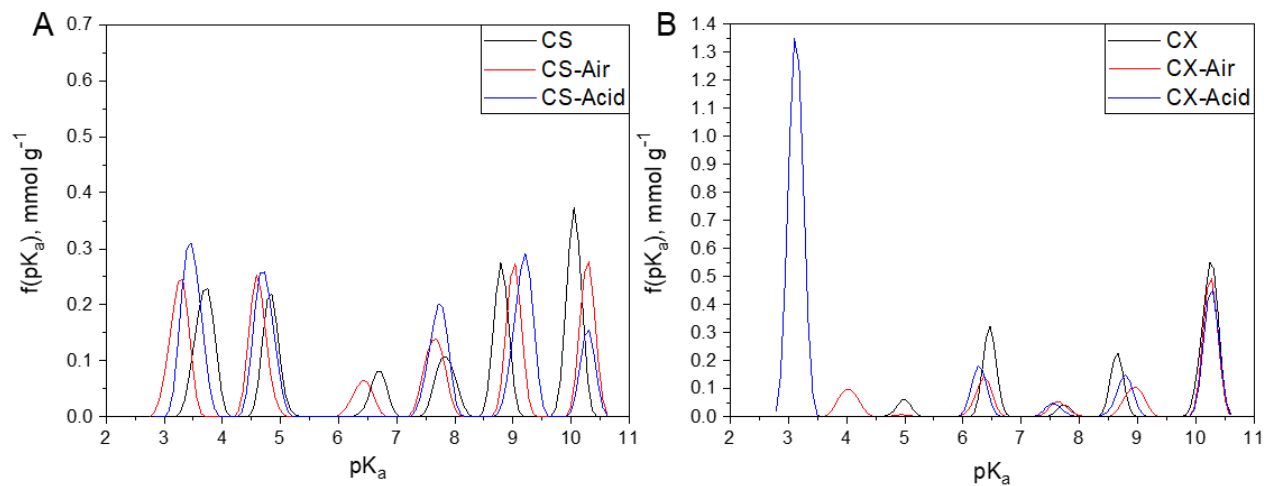 A
CS
CS-Air
CS-Acid
f(pKa), mmol g-1
0.7
0.6
0.5
0.4
0.3
0.2
0.1
0.0
2 3 4 5 6 7 8 9 10 11
pKa
B
CX
CX-Air
CX-Acid
f(pKa), mmol g-1
1.4
1.3
1.2
1.1
1.0
0.9
0.8
0.7
0.6
0.5
0.4
0.3
0.2
0.1
0.0
2 3 4 5 6 7 8 9 10 11
pKa